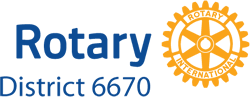 Rotary
District 6670
ROTARY
INTERNATIONAL